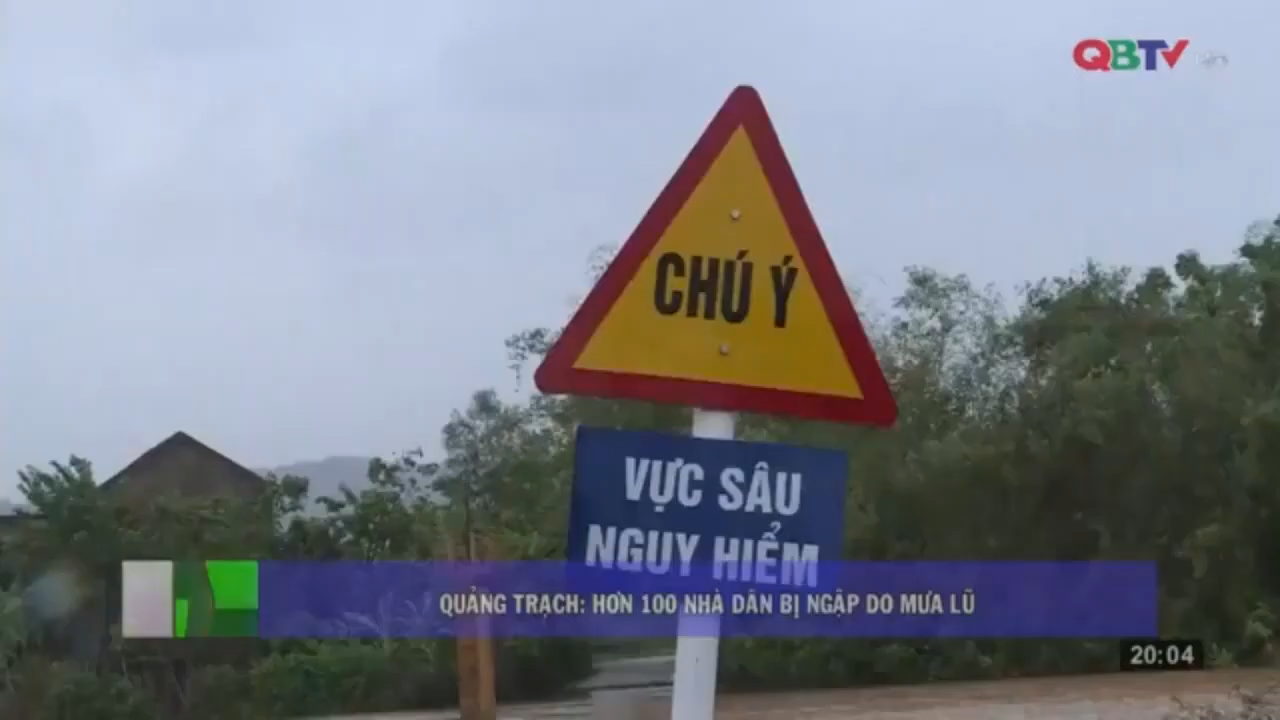 QBTV
CHÚ Ý
VỰC SÂU
NGUY HIỂM
QUẢNG TRẠCH: HƠN 100 NHÀ DÂN BỊ NGẬP DO MƯA LŨ
20:04